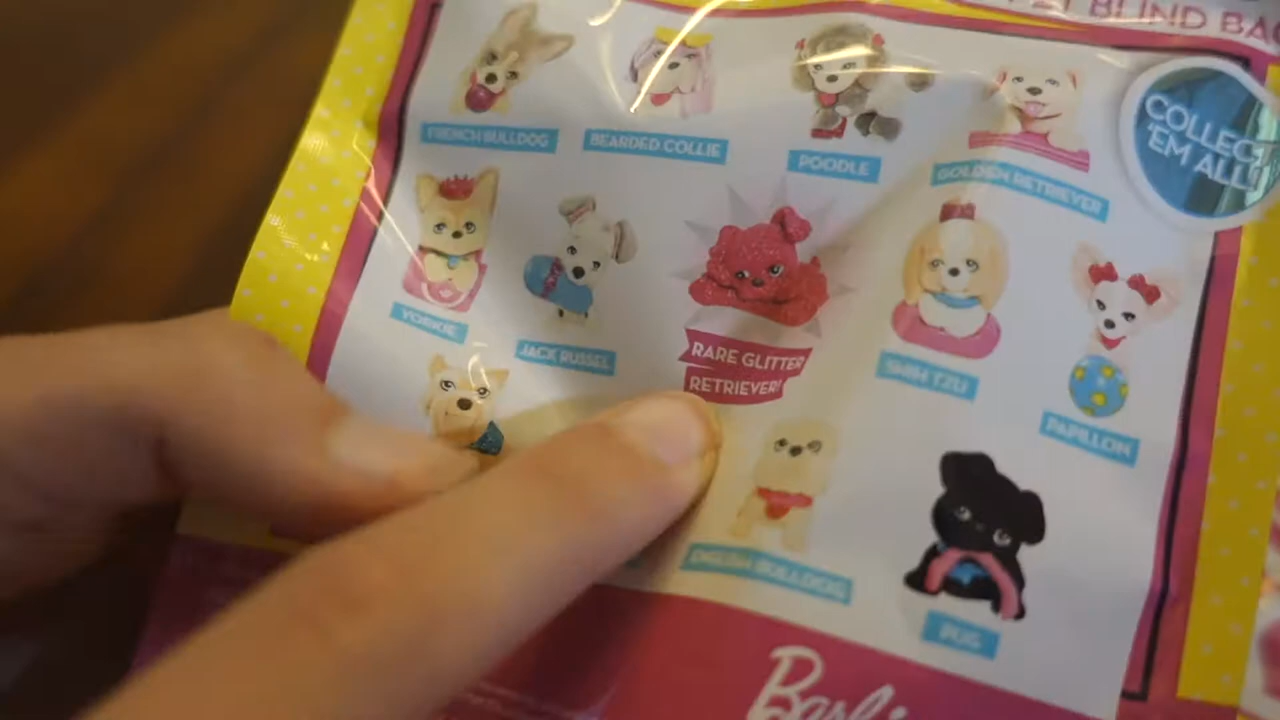 PET BLIND BAG
COLLECT
'EM ALL!
FRENCH BULLDOG
BEARDED COLLIE
POODLE
GOLDEN RETRIEVER
YORKIE
JACK RUSSEL
RARE GLITTER
RETRIEVER!
SHIH TZU
PAPILLON
ENGLISH BULLDOG
PUG
Barbie